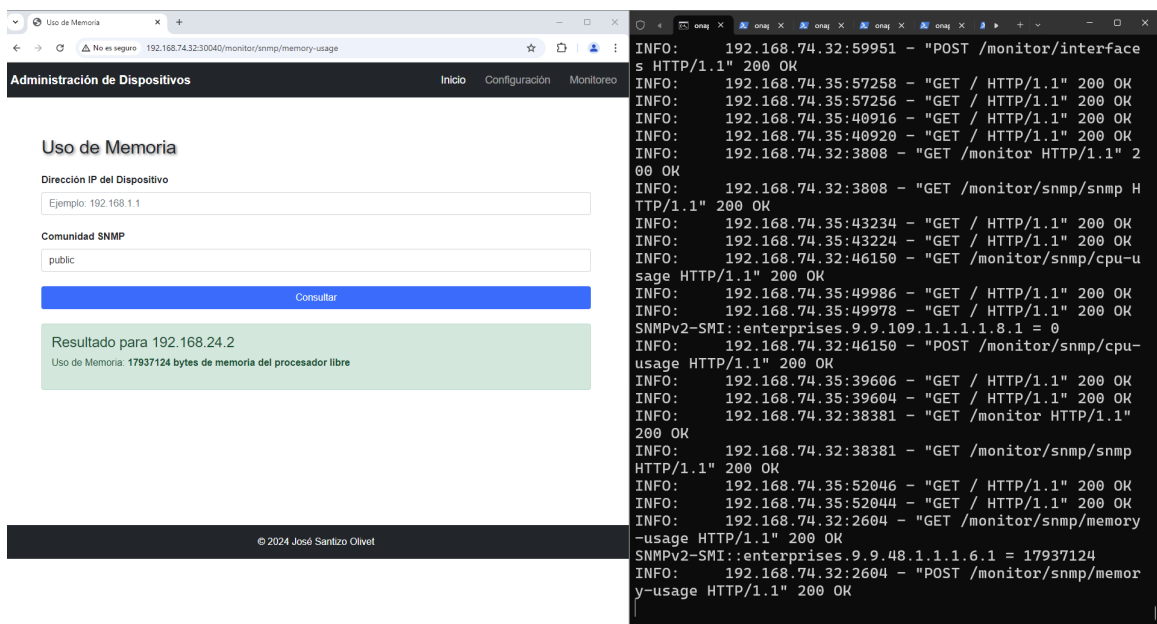 Uso de Memoria
No es seguro 192.168.74.32:30040/monitor/snmp/memory-usage
Administración de Dispositivos Inicio Configuración Monitoreo
Uso de Memoria
Dirección IP del Dispositivo
Ejemplo: 192.168.1.1
Comunidad SNMP
public
Consultar
Resultado para 192.168.24.2
Uso de Memoria: 17937124 bytes de memoria del procesador libre
© 2024 José Santizo Olivet
onap onap onap onap onap
INFO: 192.168.74.32:59951 – "POST /monitor/interface
s HTTP/1.1" 200 OK
INFO: 192.168.74.35:57258 – "GET / HTTP/1.1" 200 OK
INFO: 192.168.74.35:57256 – "GET / HTTP/1.1" 200 OK
INFO: 192.168.74.35:40916 – "GET / HTTP/1.1" 200 OK
INFO: 192.168.74.35:40920 – "GET / HTTP/1.1" 200 OK
INFO: 192.168.74.32:3808 – "GET /monitor HTTP/1.1" 2
00 OK
INFO: 192.168.74.32:3808 – "GET /monitor/snmp/snmp H
TTP/1.1" 200 OK
INFO: 192.168.74.35:43234 – "GET / HTTP/1.1" 200 OK
INFO: 192.168.74.35:43224 – "GET / HTTP/1.1" 200 OK
INFO: 192.168.74.32:46150 – "GET /monitor/snmp/cpu-u
sage HTTP/1.1" 200 OK
INFO: 192.168.74.35:49986 – "GET / HTTP/1.1" 200 OK
INFO: 192.168.74.35:49978 – "GET / HTTP/1.1" 200 OK
SNMPv2-SMI::enterprises.9.9.109.1.1.1.1.8.1 = 0
INFO: 192.168.74.32:46150 – "POST /monitor/snmp/cpu-
usage HTTP/1.1" 200 OK
INFO: 192.168.74.35:39606 – "GET / HTTP/1.1" 200 OK
INFO: 192.168.74.35:39604 – "GET / HTTP/1.1" 200 OK
INFO: 192.168.74.32:38381 – "GET /monitor HTTP/1.1"
200 OK
INFO: 192.168.74.32:38381 – "GET /monitor/snmp/snmp
HTTP/1.1" 200 OK
INFO: 192.168.74.35:52046 – "GET / HTTP/1.1" 200 OK
INFO: 192.168.74.35:52044 – "GET / HTTP/1.1" 200 OK
INFO: 192.168.74.32:2604 – "GET /monitor/snmp/memory
-usage HTTP/1.1" 200 OK
SNMPv2-SMI::enterprises.9.9.48.1.1.1.6.1 = 17937124
INFO: 192.168.74.32:2604 – "POST /monitor/snmp/memor
y-usage HTTP/1.1" 200 OK